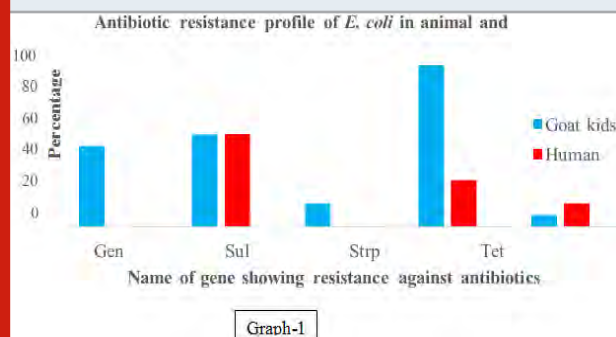 Antibiotic resistance profile of E. coli in animal and
100
80
60
40
20
0
Percentage
Goat kids
Human
Gen Sul Strp Tet
Name of gene showing resistance against antibiotics
Graph-1